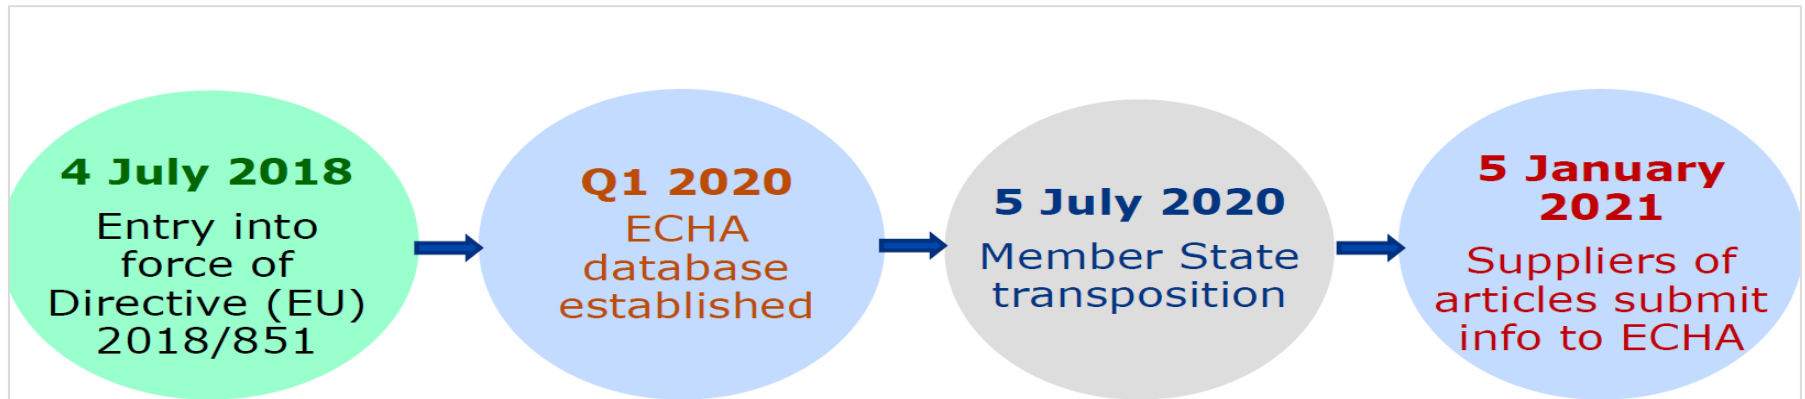 4 July 2018
Entry into
force of
Directive (EU)
2018/851
Q1 2020
ECHA
database
established
5 July 2020
Member State
transposition
5 January
2021
Suppliers of
articles submit
info to ECHA